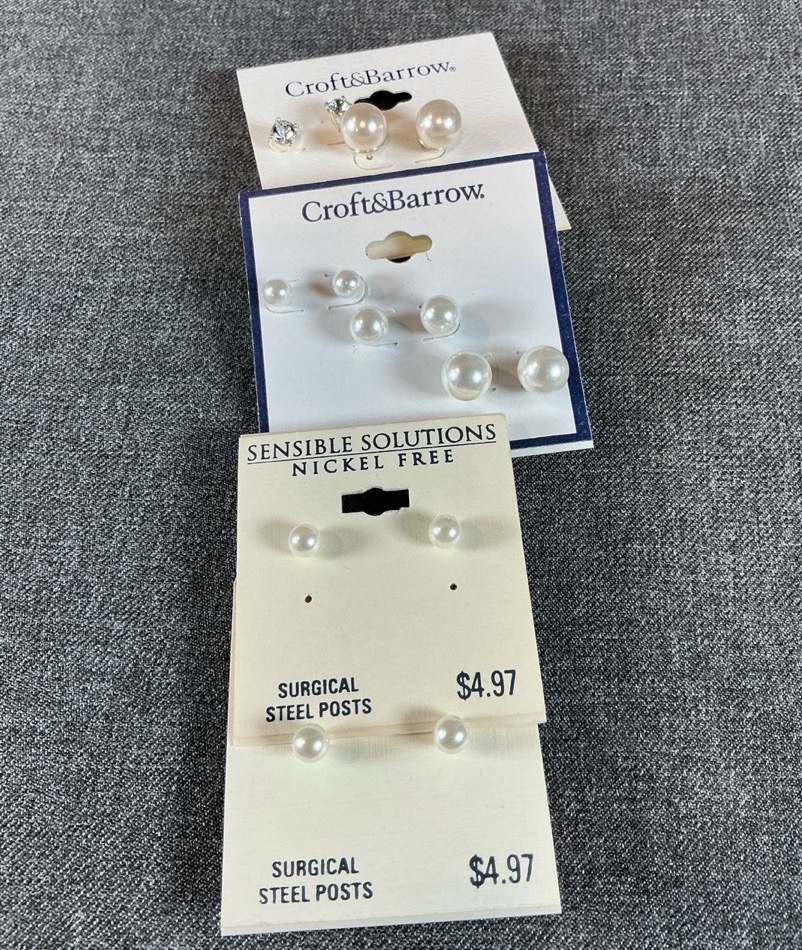 Croft&Barrow®
Croft&Barrow.
SENSIBLE SOLUTIONS
NICKEL FREE
SURGICAL
STEEL POSTS
$4.97
SURGICAL
STEEL POSTS
$4.97